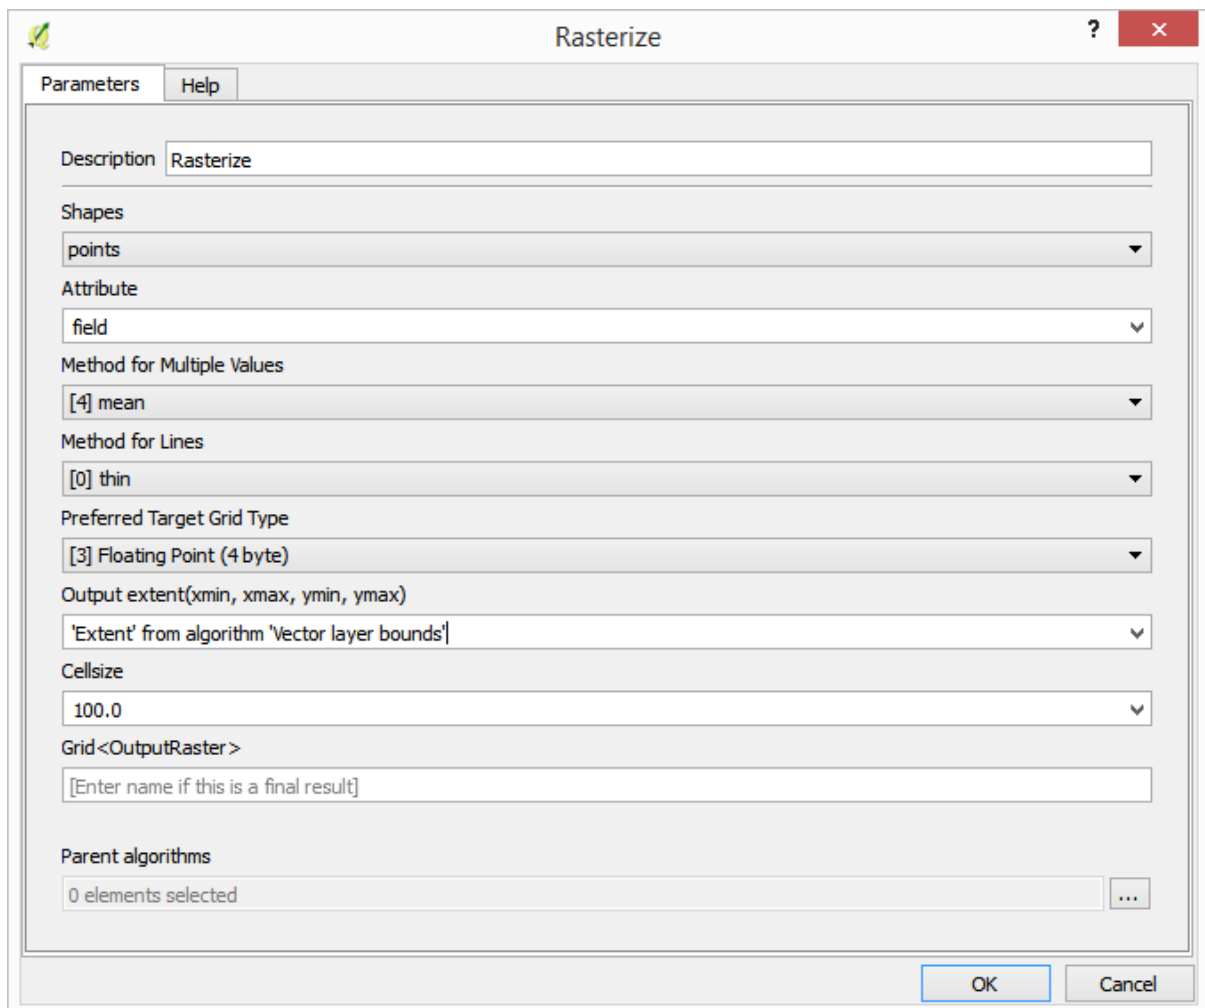 Rasterize
?
Parameters
Help
Description Rasterize
Shapes
points
Attribute
field
Method for Multiple Values
[4] mean
Method for Lines
[0] thin
Preferred Target Grid Type
[3] Floating Point (4 byte)
Output extent(xmin, xmax, ymin, ymax)
'Extent' from algorithm 'Vector layer bounds'
Cellsize
100.0
Grid<OutputRaster>
[Enter name if this is a final result]
Parent algorithms
0 elements selected
...
OK
Cancel